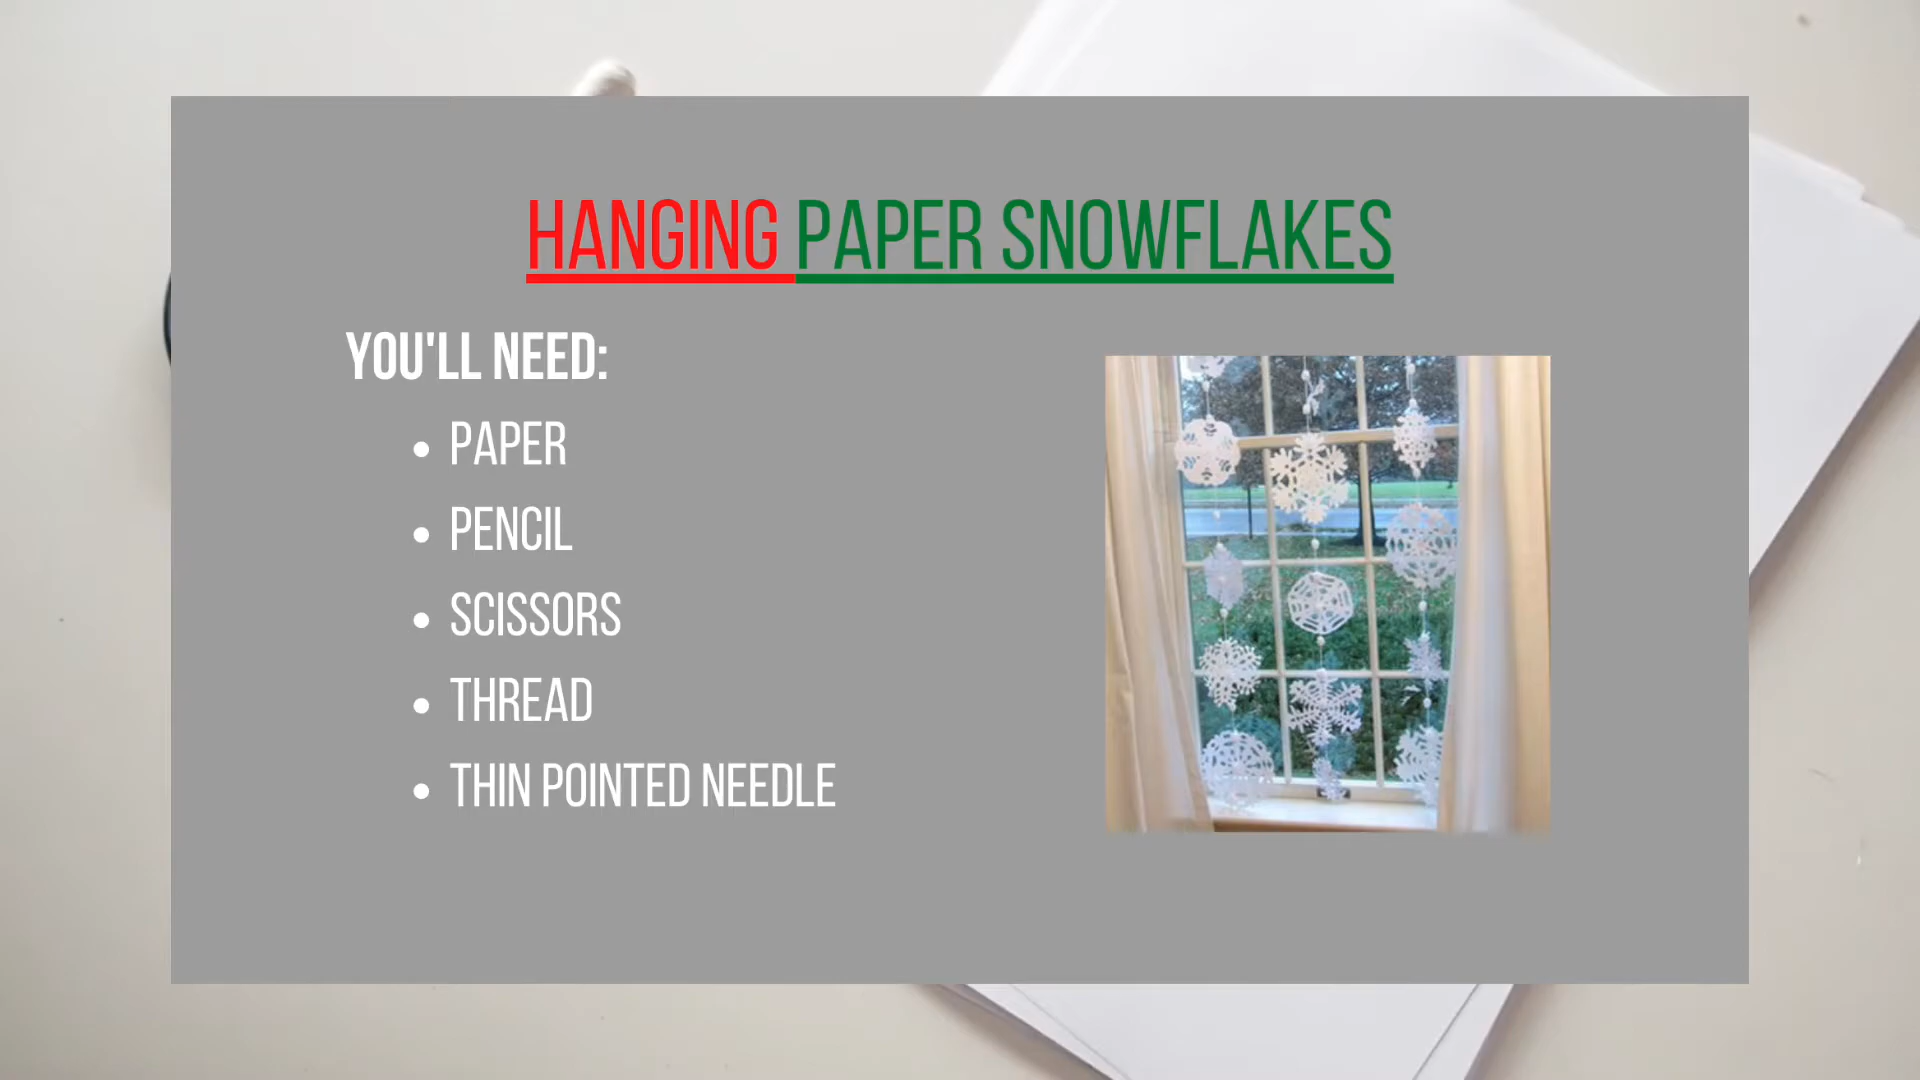 HANGING PAPER SNOWFLAKES
YOU'LL NEED:
• PAPER
• PENCIL
• SCISSORS
• THREAD
• THIN POINTED NEEDLE